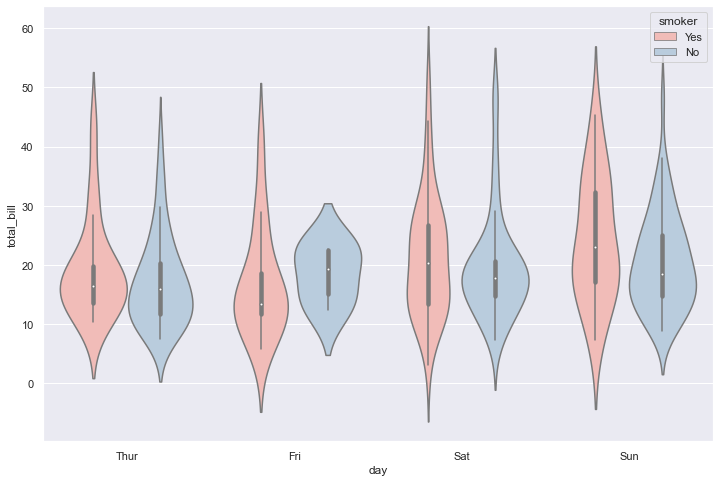 smoker
Yes
No
60
50
40
30
20
10
0
total_bill
Thur
Fri
Sat
Sun
day